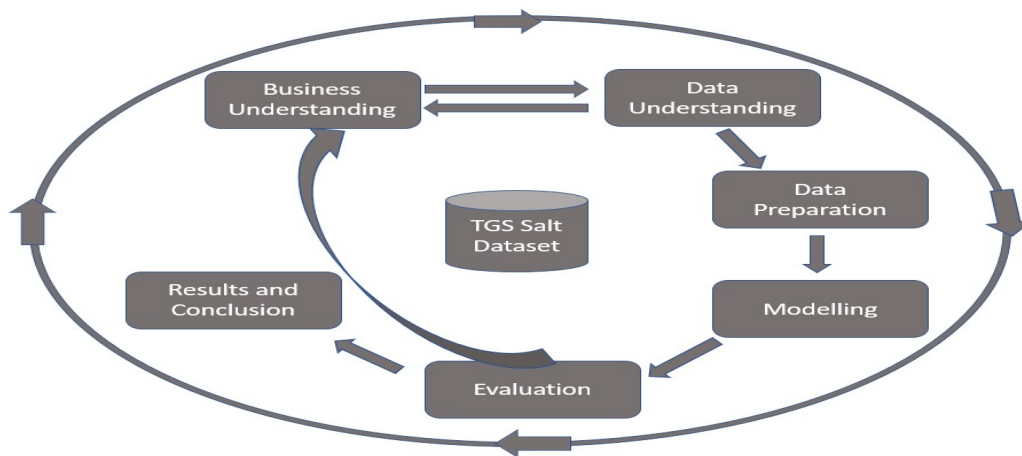 Business
Understanding
Data
Understanding
Data
Preparation
TGS Salt
Dataset
Results and
Conclusion
Modelling
Evaluation